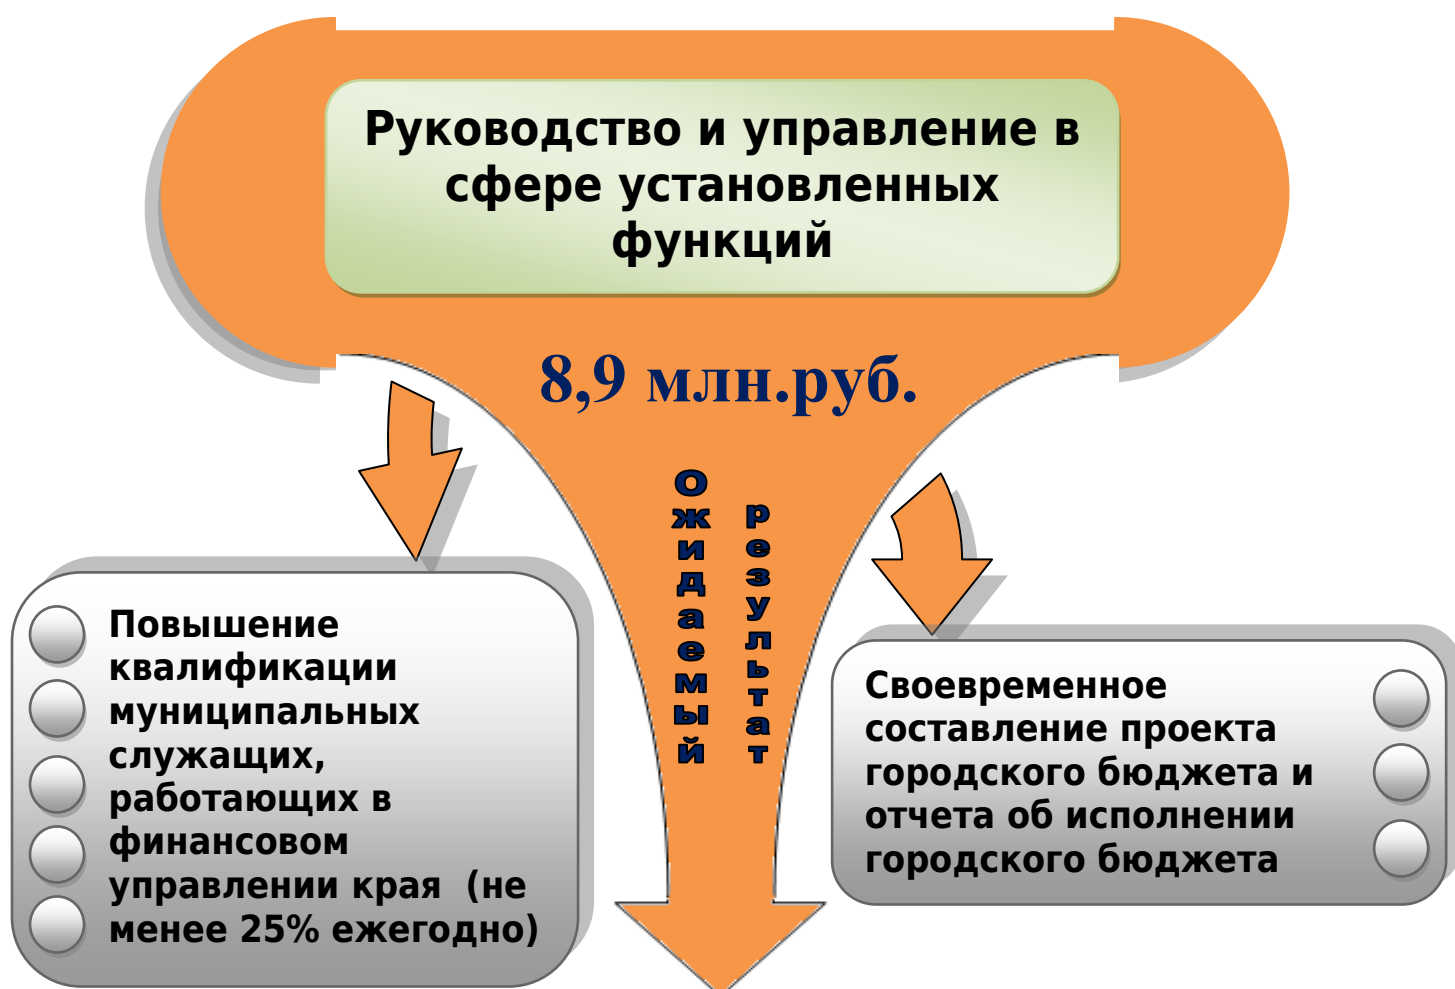 Руководство и управление в
сфере установленных
функций
8,9 млн.руб.
Ожидаемый
результат
Повышение
квалификации
муниципальных
служащих,
работающих в
финансовом
управлении края (не
менее 25% ежегодно)
Своевременное
составление проекта
городского бюджета и
отчета об исполнении
городского бюджета